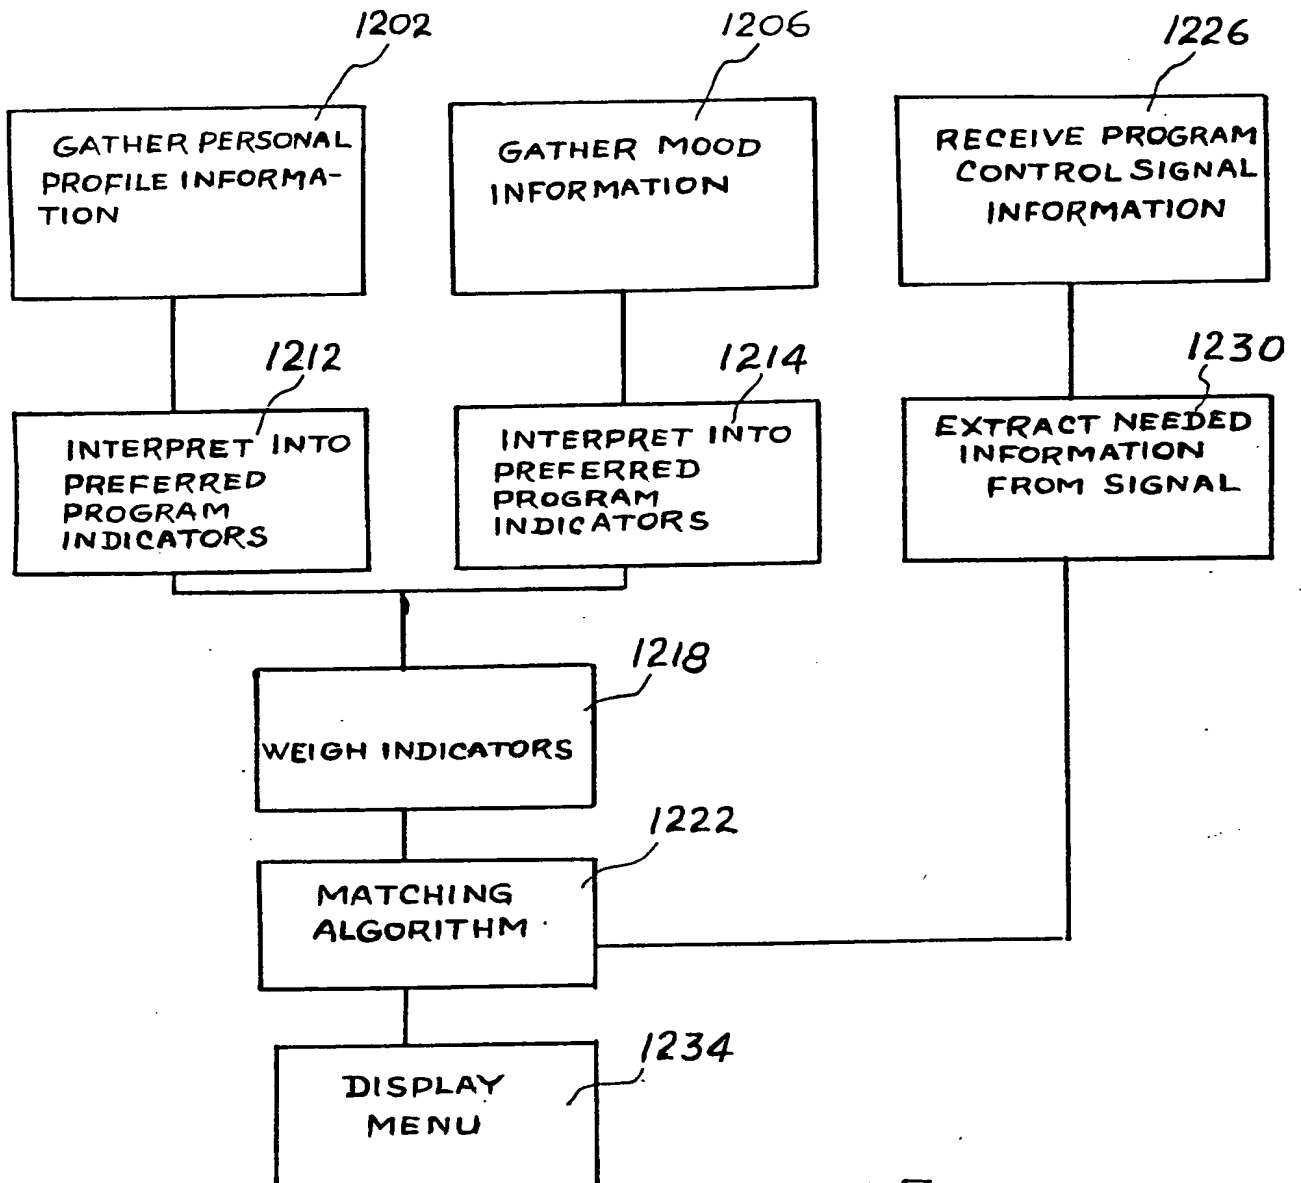 1202
GATHER PERSONAL
PROFILE INFORMA-
TION
1206
GATHER MOOD
INFORMATION
1226
RECEIVE PROGRAM
CONTROL SIGNAL
INFORMATION
1212
INTERPRET INTO
PREFERRED
PROGRAM
INDICATORS
1214
INTERPRET INTO
PREFERRED
PROGRAM
INDICATORS
1230
EXTRACT NEEDED
INFORMATION
FROM SIGNAL
1218
WEIGH INDICATORS
1222
MATCHING
ALGORITHM
1234
DISPLAY
MENU